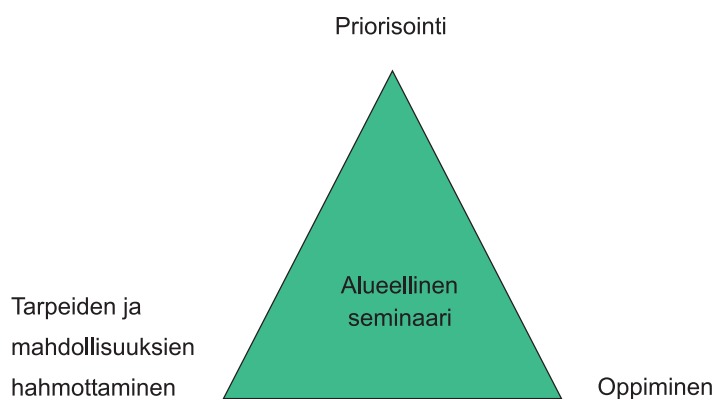 Priorisointi
Alueellinen
seminaari
Tarpeiden ja
mahdollisuuksien
hahmottaminen
Oppiminen